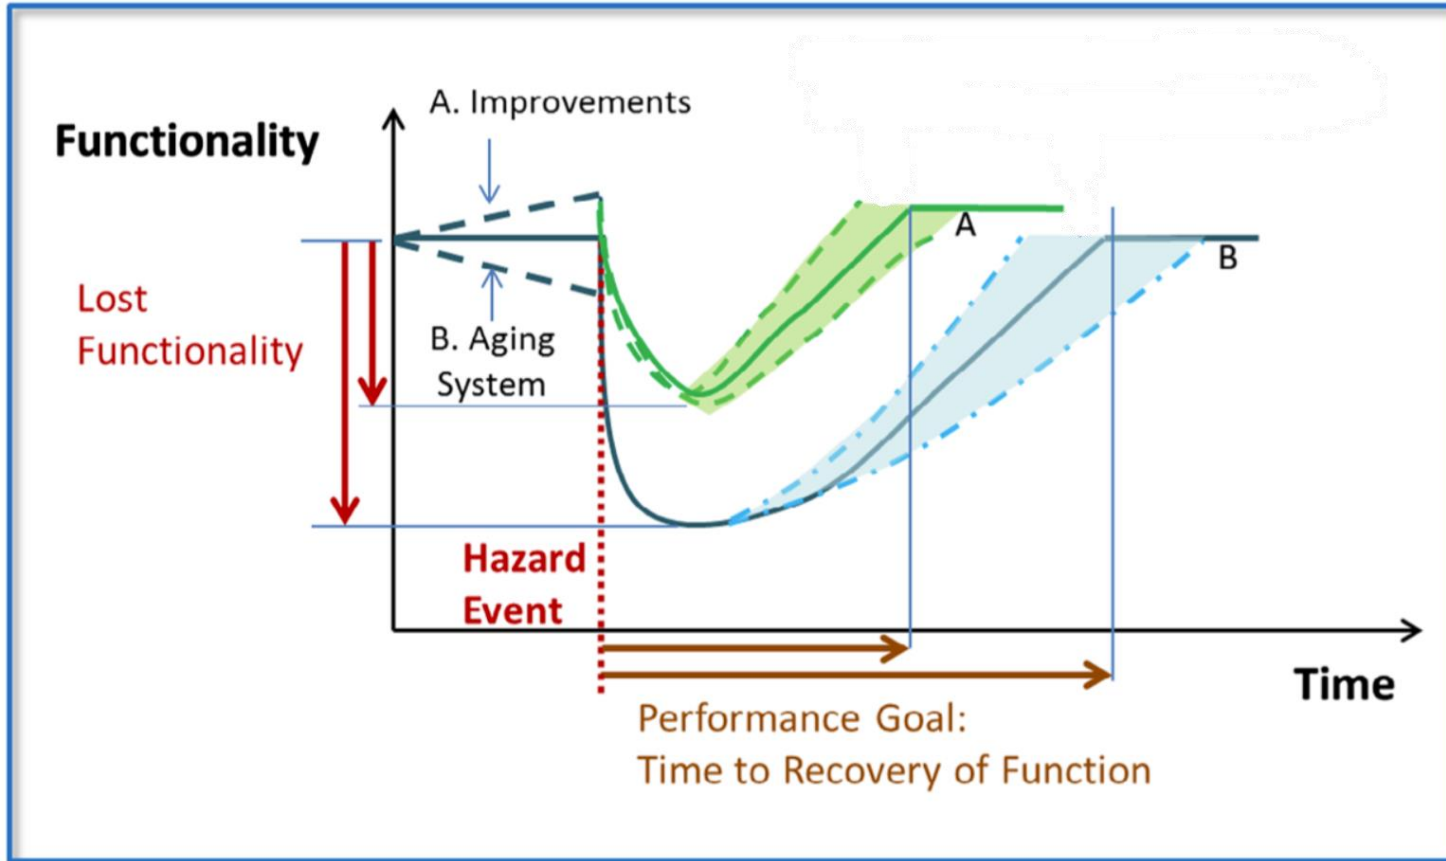 A. Improvements
Functionality
A
B
Lost
Functionality
B. Aging
System
Hazard
Event
Time
Performance Goal:
Time to Recovery of Function